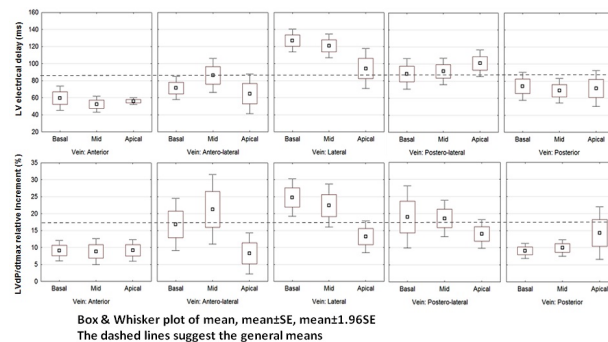 LV electrical delay (ms)
160
140
120
100
80
60
40
20
Basal Mid Apical
Vein: Anterior
Basal Mid Apical
Vein: Antero-lateral
Basal Mid Apical
Vein: Lateral
Basal Mid Apical
Vein: Postero-lateral
Basal Mid Apical
Vein: Posterior
LVdP/dtmax relative increment (%)
35
30
25
20
15
10
5
0
Basal Mid Apical
Vein: Anterior
Basal Mid Apical
Vein: Antero-lateral
Basal Mid Apical
Vein: Lateral
Basal Mid Apical
Vein: Postero-lateral
Basal Mid Apical
Vein: Posterior
Box & Whisker plot of mean, mean±SE, mean±1.96SE
The dashed lines suggest the general means